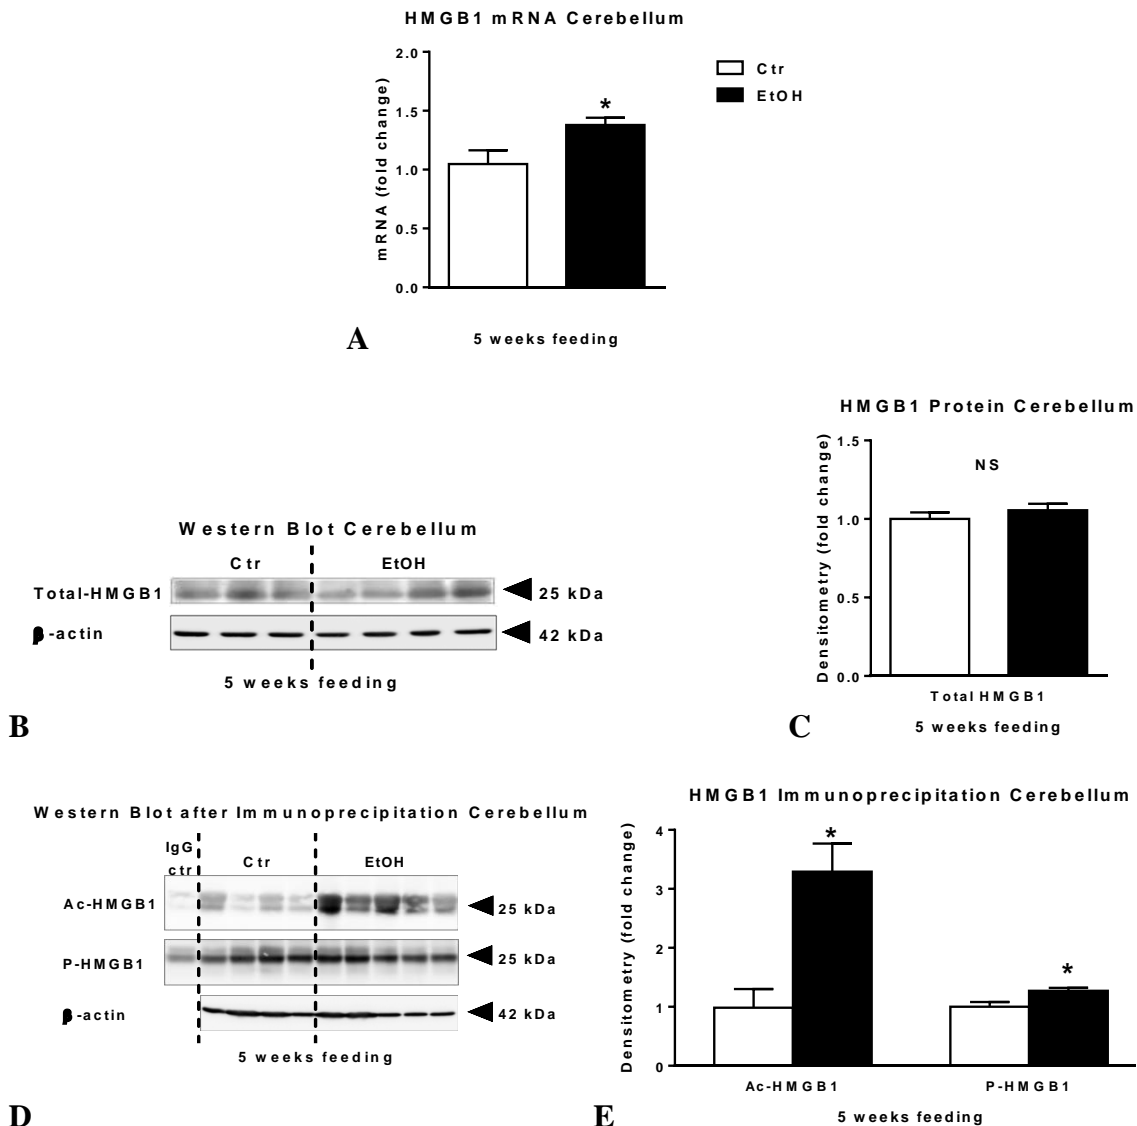 HMGB1 mRNA Cerebellum
mRNA (fold change)
2.0
1.5
1.0
0.5
0.0
*
Ctr
EtOH
5 weeks feeding
A
HMGB1 Protein Cerebellum
Densitometry (fold change)
1.5
1.0
0.5
0.0
NS
Total HMGB1
5 weeks feeding
C
Western Blot Cerebellum
Ctr EtOH
Total-HMGB1 25 kDa
β-actin 42 kDa
5 weeks feeding
B
Western Blot after Immunoprecipitation Cerebellum
IgG
ctr Ctr EtOH
Ac-HMGB1 25 kDa
P-HMGB1 25 kDa
β-actin 42 kDa
5 weeks feeding
D
HMGB1 Immunoprecipitation Cerebellum
Densitometry (fold change)
4
3
2
1
0
*
*
Ac-HMGB1 P-HMGB1
5 weeks feeding
E